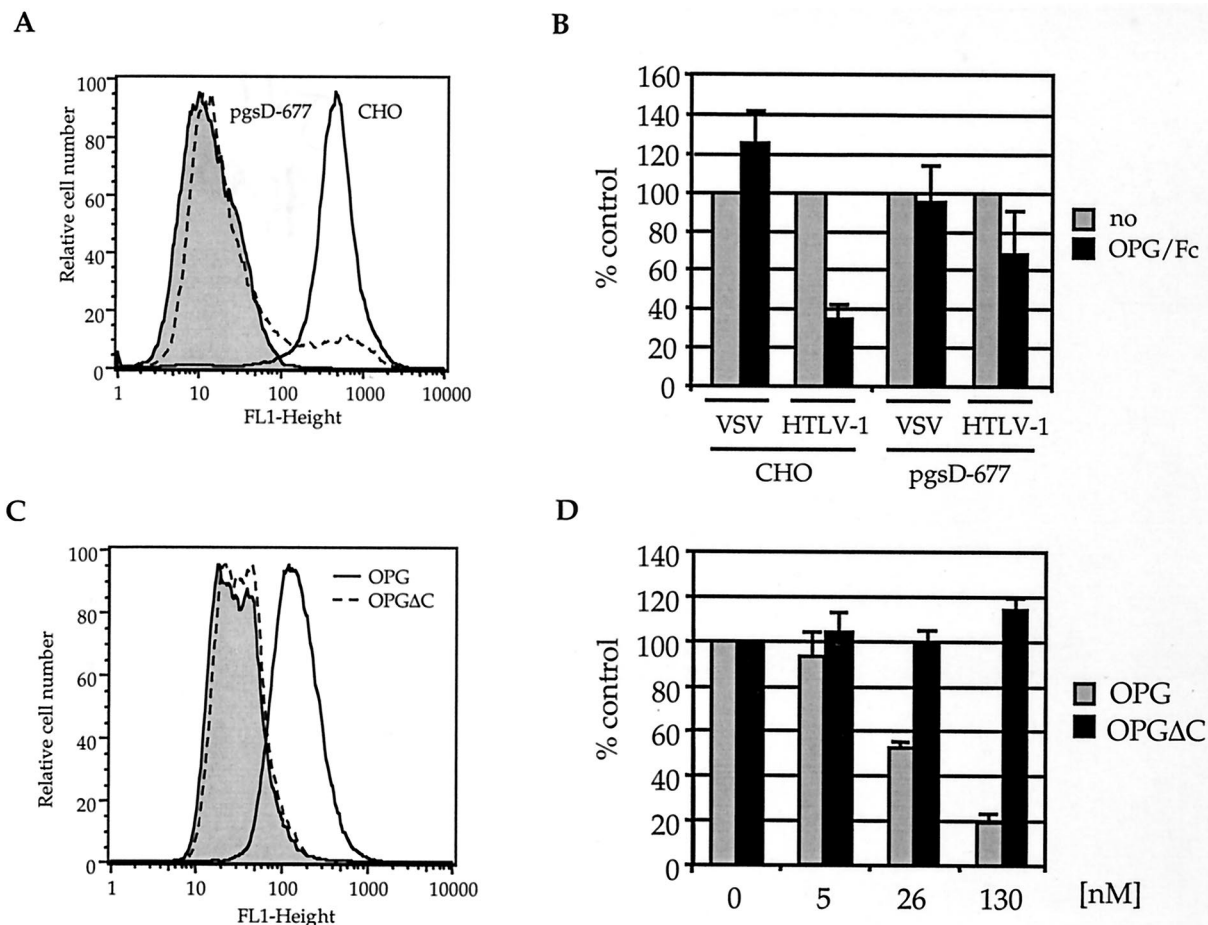 A
100
80
60
40
20
0
Relative cell number
pgsD-677
CHO
1 10 100 1000 10000
FL1-Height
B
160
140
120
100
80
60
40
20
0
% control
no
OPG/Fc
VSV HTLV-1 VSV HTLV-1
CHO pgsD-677
C
100
80
60
40
20
0
Relative cell number
OPG
OPGΔC
1 10 100 1000 10000
FL1-Height
D
140
120
100
80
60
40
20
0
% control
OPG
OPGΔC
0 5 26 130 [nM]